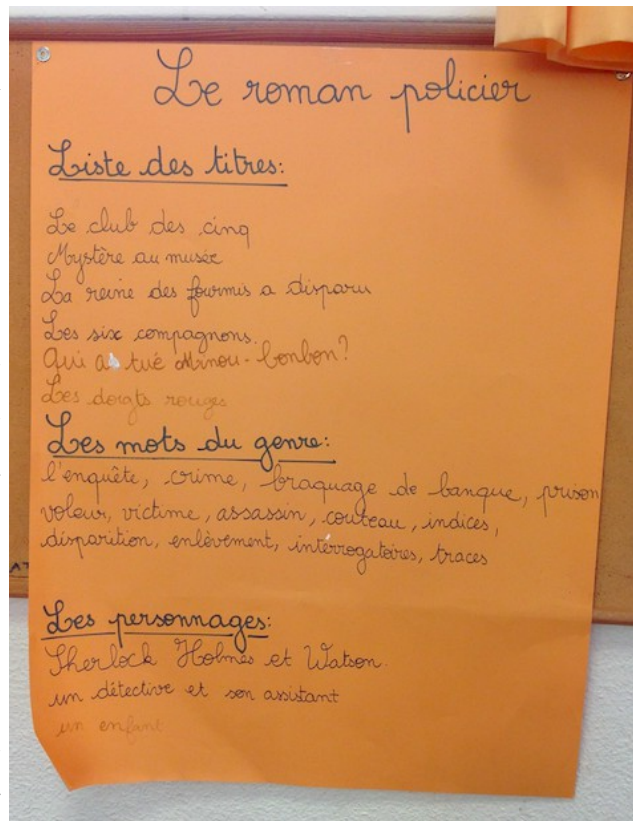 Le roman policier
Liste des titres:
Le club des cinq
Mystère au musée
La reine des fourmis a disparu
Les six compagnons.
Qui a tué Minou-bonbon?
Les doigts rouges
Les mots du genre:
l'enquête, crime, braquage de banque, prison
voleur, victime, assassin, couteau, indices,
disparition, enlèvement, interrogatoires, traces
Les personnages:
Sherlock Holmes et Watson.
un détective et son assistant
un enfant